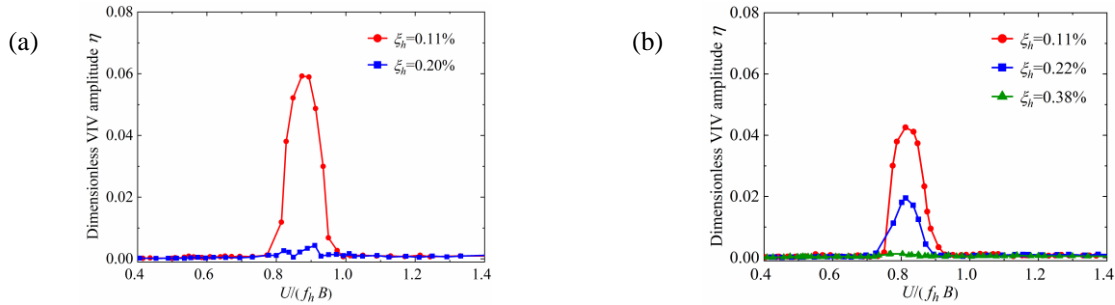 (a)
Dimensionless VIV amplitude η
0.08
0.06
0.04
0.02
0.00
ξh=0.11%
ξh=0.20%
0.4 0.6 0.8 1.0 1.2 1.4
U/(fh B)
(b)
Dimensionless VIV amplitude η
0.08
0.06
0.04
0.02
0.00
ξh=0.11%
ξh=0.22%
ξh=0.38%
0.4 0.6 0.8 1.0 1.2 1.4
U/(fh B)